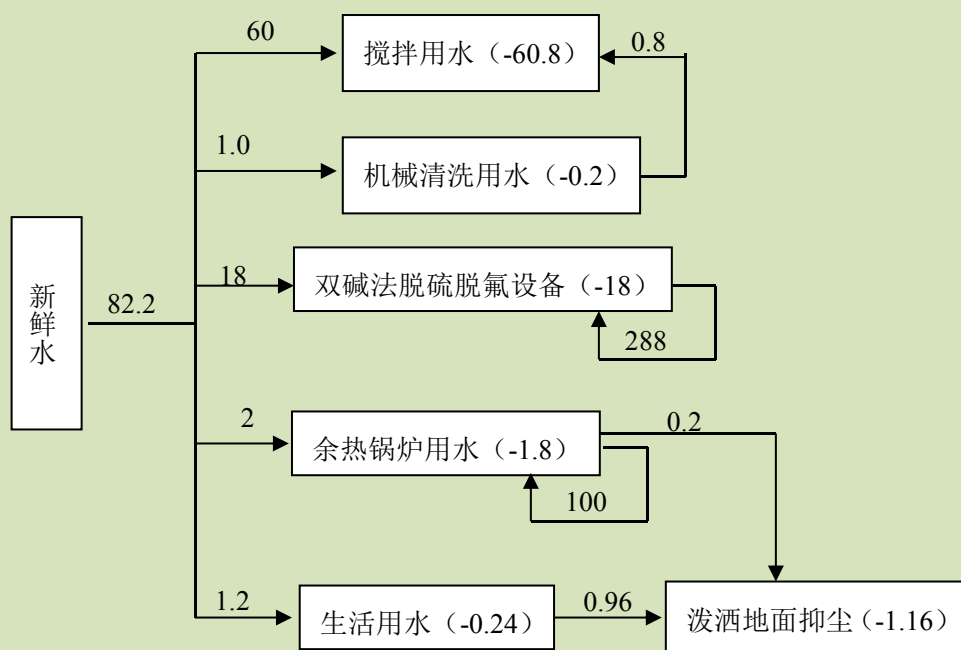 60
搅拌用水（-60.8）
0.8
1.0
机械清洗用水（-0.2）
新鲜水
82.2
18
双碱法脱硫脱氟设备（-18）
288
2
余热锅炉用水（-1.8）
0.2
100
1.2
生活用水（-0.24）
0.96
泼洒地面抑尘（-1.16）